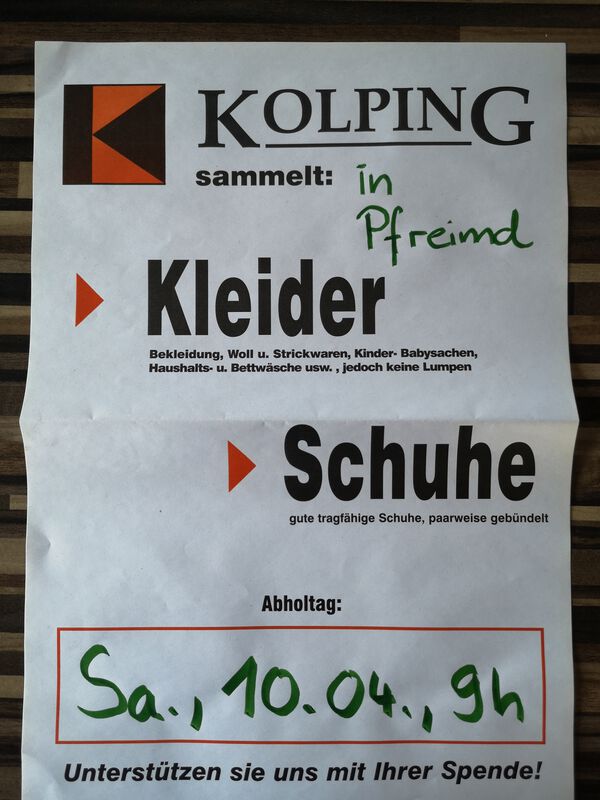 KOLPING
sammelt: in
Pfreimd
Kleider
Bekleidung, Woll u. Strickwaren, Kinder- Babysachen,
Haushalts- u. Bettwäsche usw. , jedoch keine Lumpen
Schuhe
gute tragfähige Schuhe, paarweise gebündelt
Abholtag:
Sa., 10.04., 9h
Unterstützen sie uns mit Ihrer Spende!